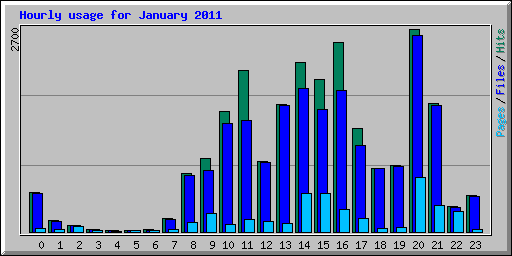 Hourly usage for January 2011
2700
Pages/Files/Hits
0 1 2 3 4 5 6 7 8 9 10 11 12 13 14 15 16 17 18 19 20 21 22 23